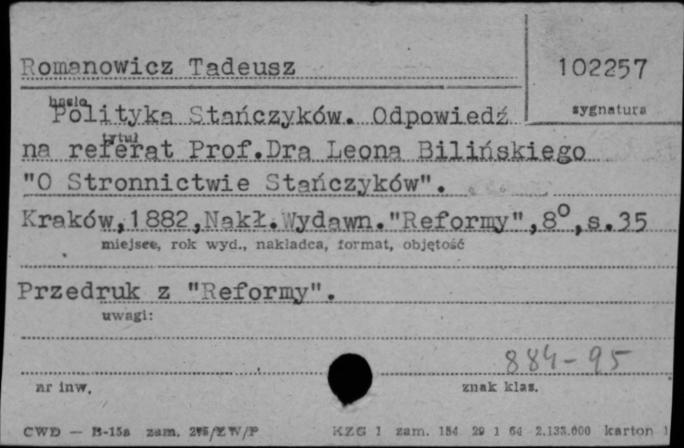 Romanowicz Tadeusz
102257
hasło
sygnatura
Polityka Stańczyków. Odpowiedź
tytuł
na referat Prof.Dra Leona Bilińskiego
"O Stronnictwie Stańczyków".
Kraków,1882,Nakł.Wydawn."Reformy",8°,s.35
miejsce, rok wyd., nakładca, format, objętość
Przedruk z "Reformy".
uwagi:
884-95
nr inw.
znak klas.
CWD — B-15a zam. /ZW/P
KZG 1 zam. 184 29 1 64 2.133.000 karton 1